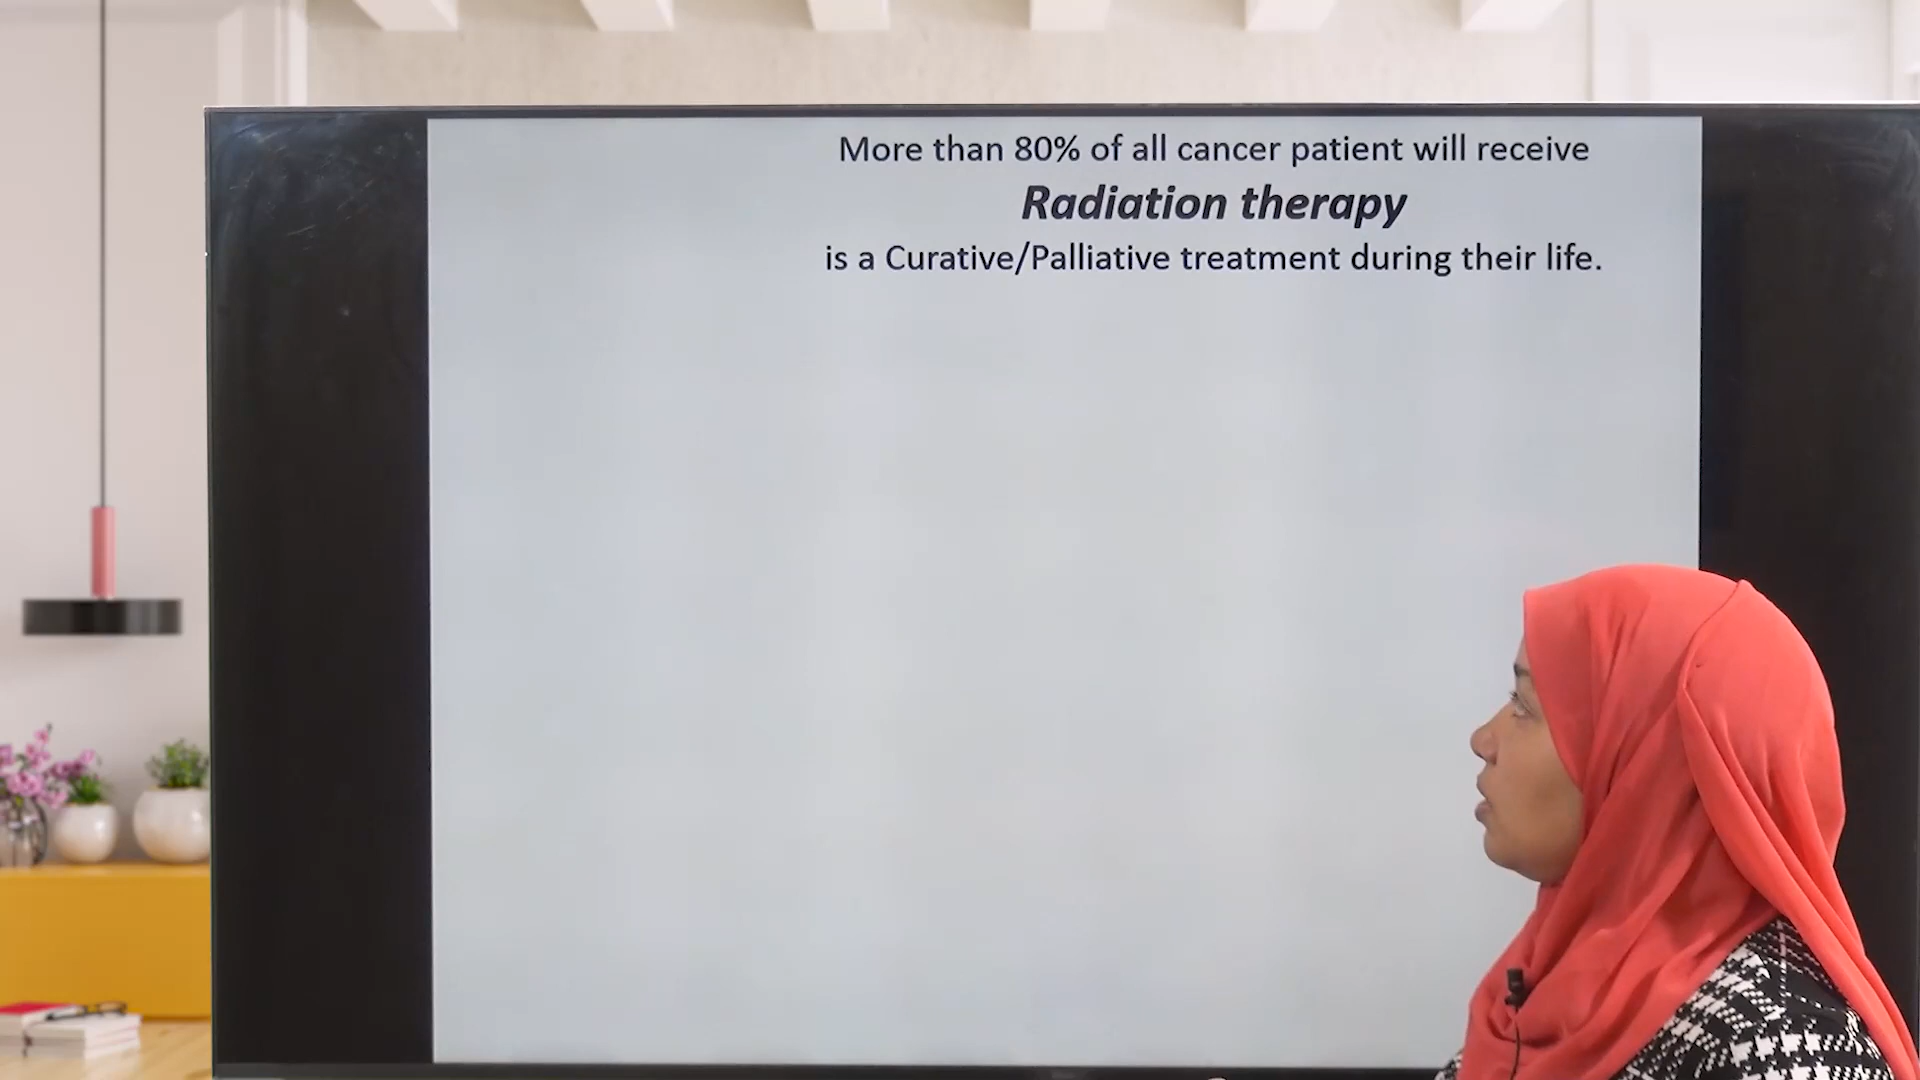 More than 80% of all cancer patient will receive
Radiation therapy
is a Curative/Palliative treatment during their life.